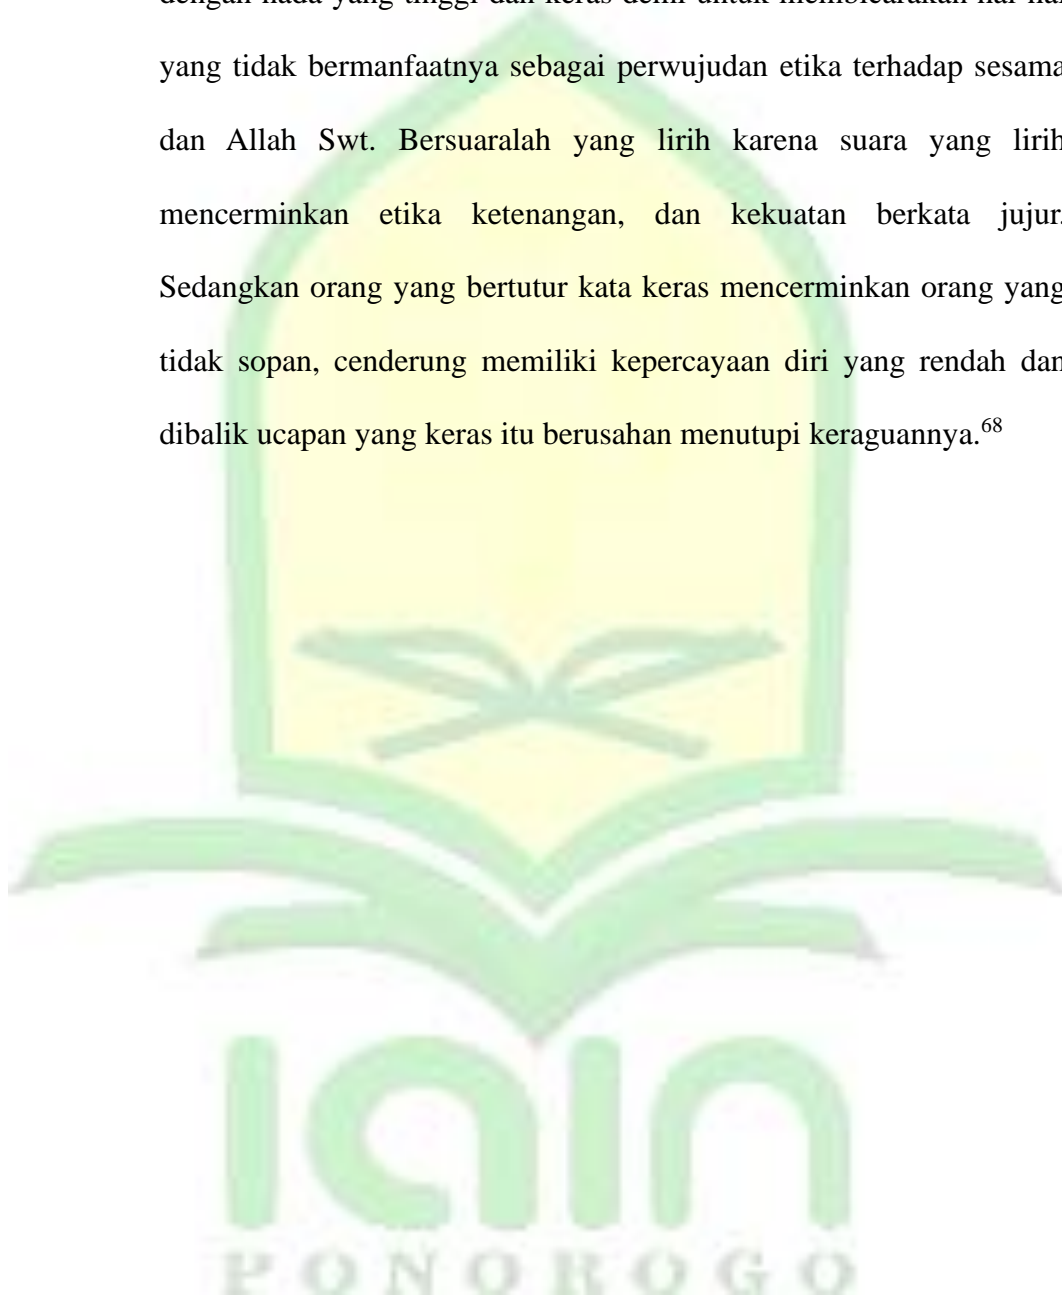 yang tidak bermanfaatnya sebagai perwujudan etika terhadap sesama
dan Allah Swt. Bersuaralah yang lirih karena suara yang lirih
mencerminkan etika ketenangan, dan kekuatan berkata jujur.
Sedangkan orang yang bertutur kata keras mencerminkan orang yang
tidak sopan, cenderung memiliki kepercayaan diri yang rendah dan
dibalik ucapan yang keras itu berusahan menutupi keraguannya.68
IAIN
PONOROGO